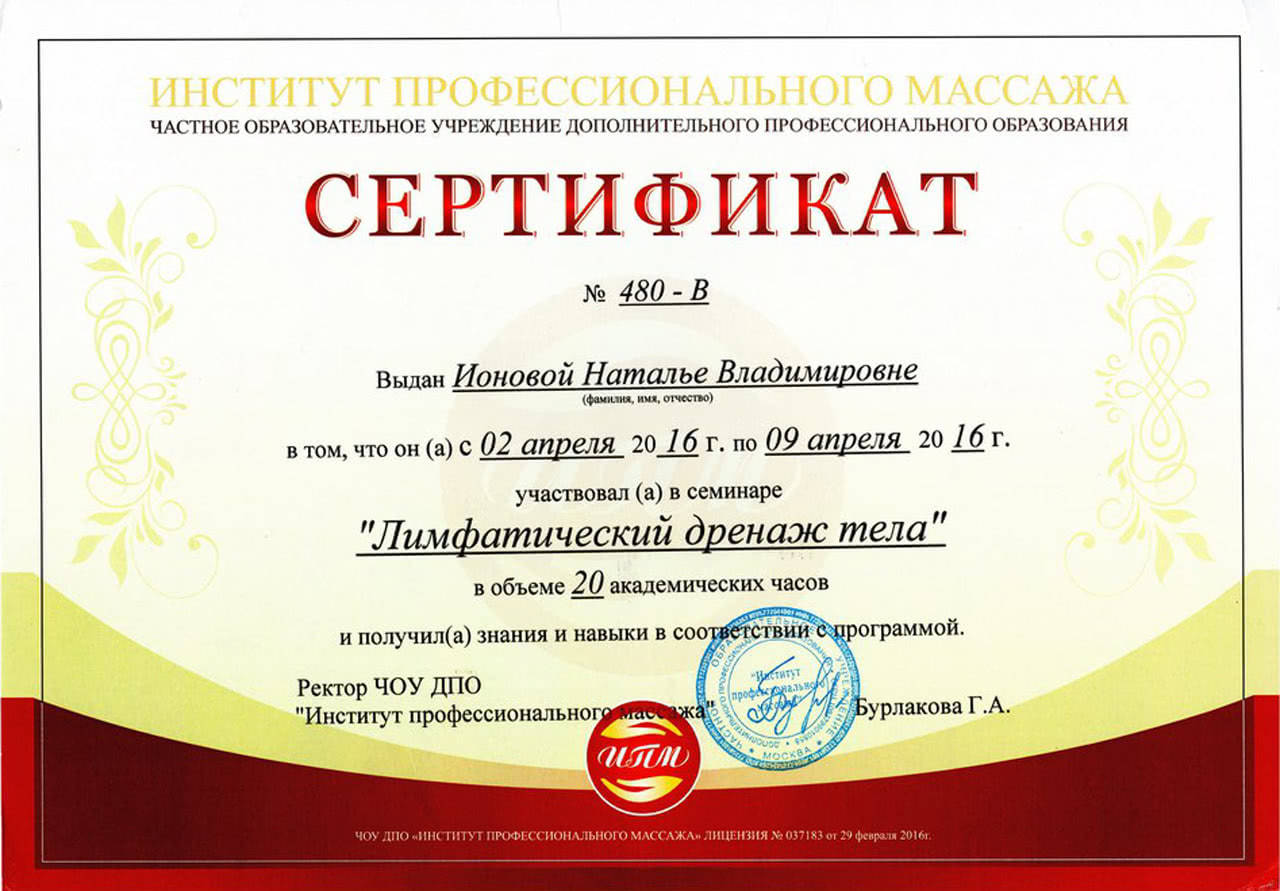 ИНСТИТУТ ПРОФЕССИОНАЛЬНОГО МАССАЖА
ЧАСТНОЕ ОБРАЗОВАТЕЛЬНОЕ УЧРЕЖДЕНИЕ ДОПОЛНИТЕЛЬНОГО ПРОФЕССИОНАЛЬНОГО ОБРАЗОВАНИЯ
СЕРТИФИКАТ
№ 480 - В
Выдан Ионовой Наталье Владимировне
(фамилия, имя, отчество)
в том, что он (а) с 02 апреля 20 16 г. по 09 апреля 20 16 г.
участвовал (а) в семинаре
"Лимфатический дренаж тела"
в объеме 20 академических часов
и получил(а) знания и навыки в соответствии с программой.
Ректор ЧОУ ДПО
"Институт профессионального массажа" Бурлакова Г.А.
"Институт
профессионального
массажа"
МОСКВА
ИПМ
ЧОУ ДПО «ИНСТИТУТ ПРОФЕССИОНАЛЬНОГО МАССАЖА» ЛИЦЕНЗИЯ № 037183 от 29 февраля 2016г.